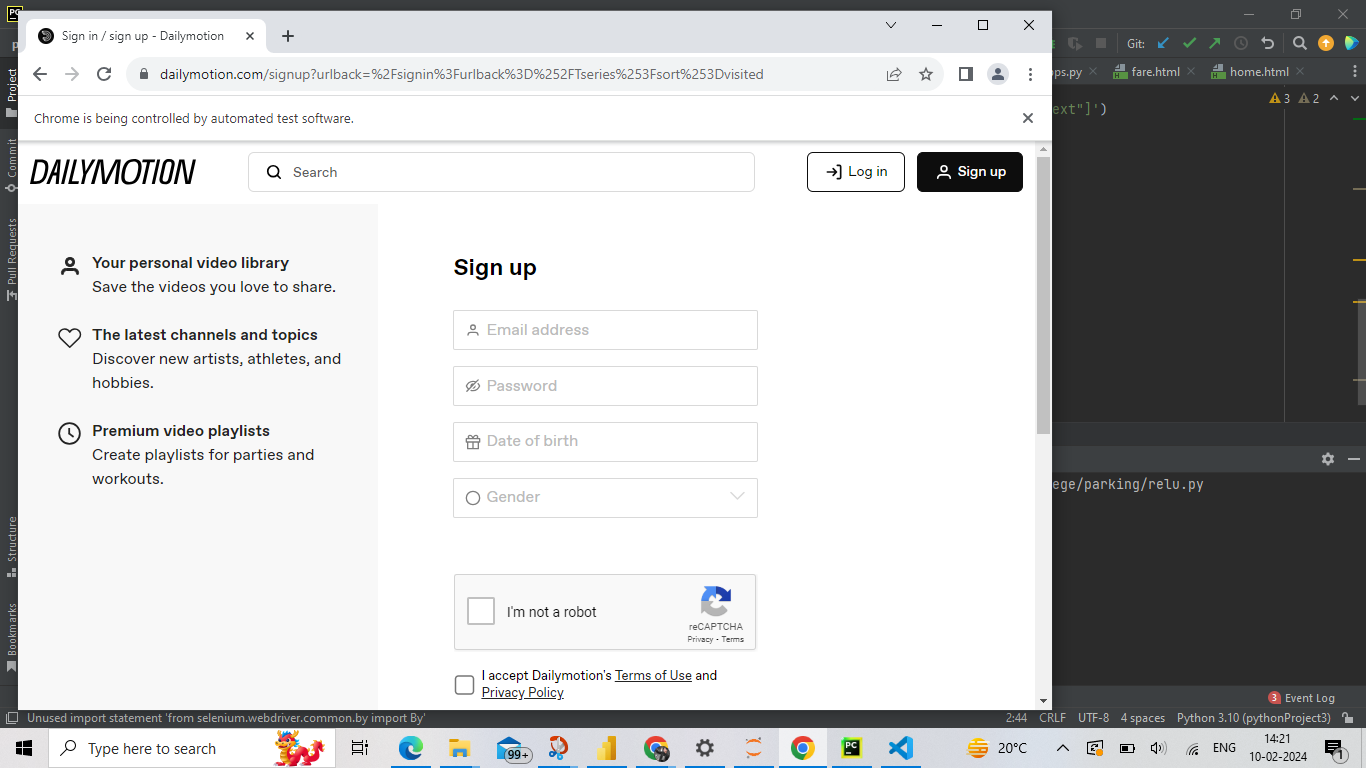 PC
Sign in / sign up - Dailymotion
dailymotion.com/signup?urlback=%2Fsignin%3Furlback%3D%252FTseries%253Fsort%253Dvisited
Chrome is being controlled by automated test software.
DAILYMOTION
Search
Log in
Sign up
Your personal video library
Save the videos you love to share.
The latest channels and topics
Discover new artists, athletes, and
hobbies.
Premium video playlists
Create playlists for parties and
workouts.
Sign up
Email address
Password
Date of birth
Gender
I'm not a robot
reCAPTCHA
Privacy - Terms
I accept Dailymotion's Terms of Use and
Privacy Policy
Project
Commit
Pull Requests
Structure
Bookmarks
Git:
ps.py
fare.html
home.html
3
2
ext"]')
ege/parking/relu.py
3 Event Log
Unused import statement 'from selenium.webdriver.common.by import By'
2:44 CRLF UTF-8 4 spaces Python 3.10 (pythonProject3)
Type here to search
99+
PC
20°C
ENG
14:21
10-02-2024
1